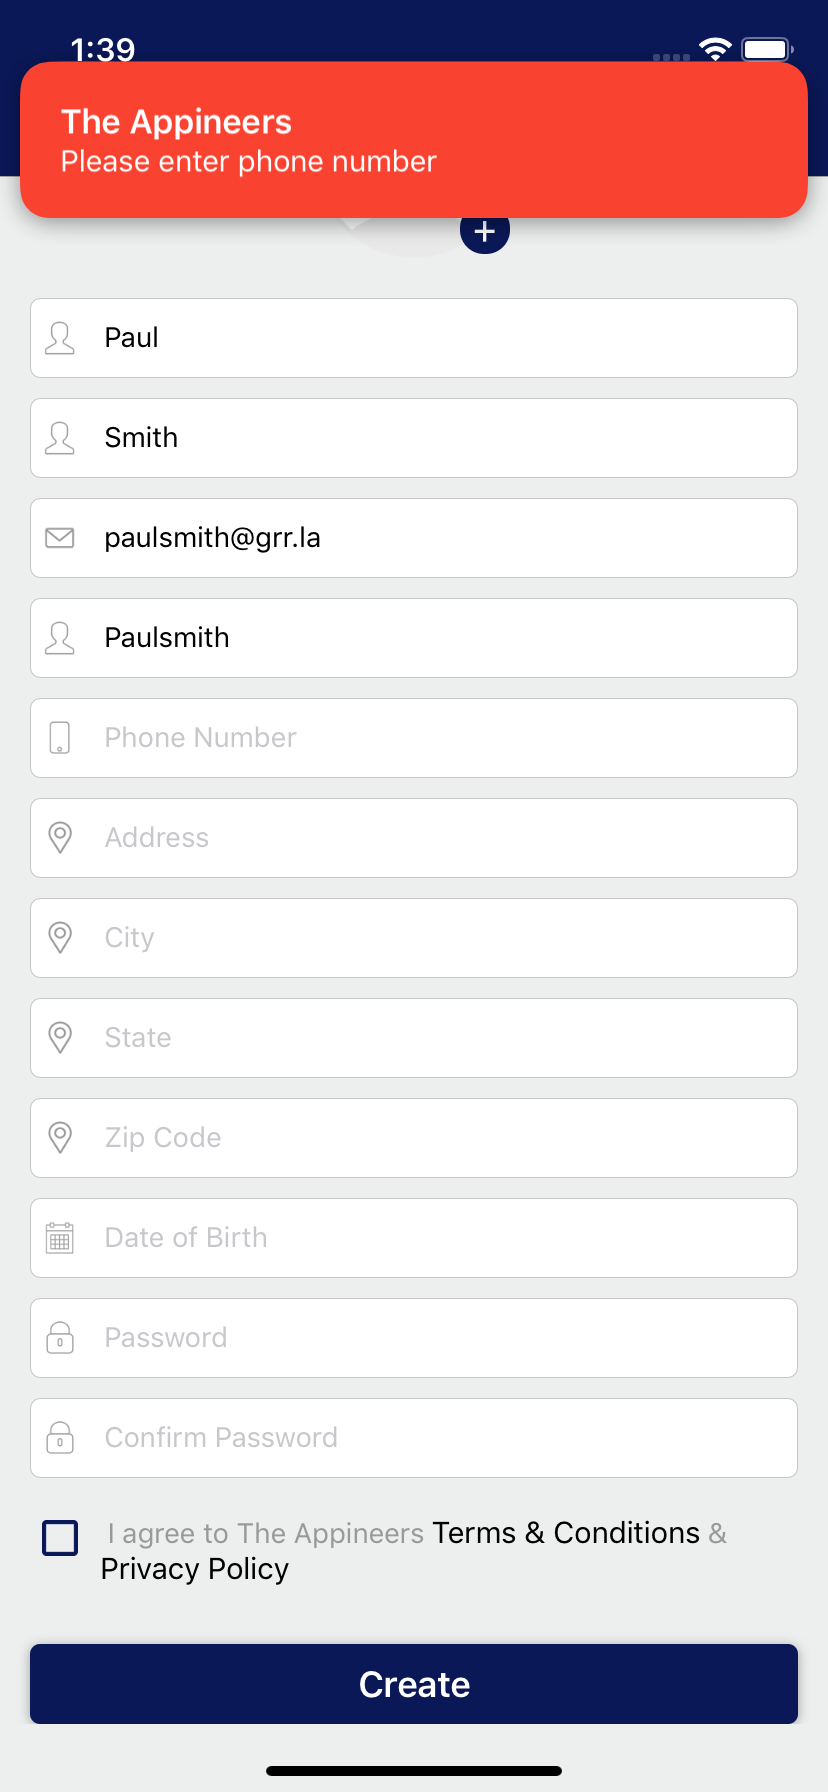 1:39
The Appineers
Please enter phone number
Paul
Smith
paulsmith@grr.la
Paulsmith
Phone Number
Address
City
State
Zip Code
Date of Birth
Password
Confirm Password
I agree to The Appineers Terms & Conditions &
Privacy Policy
Create